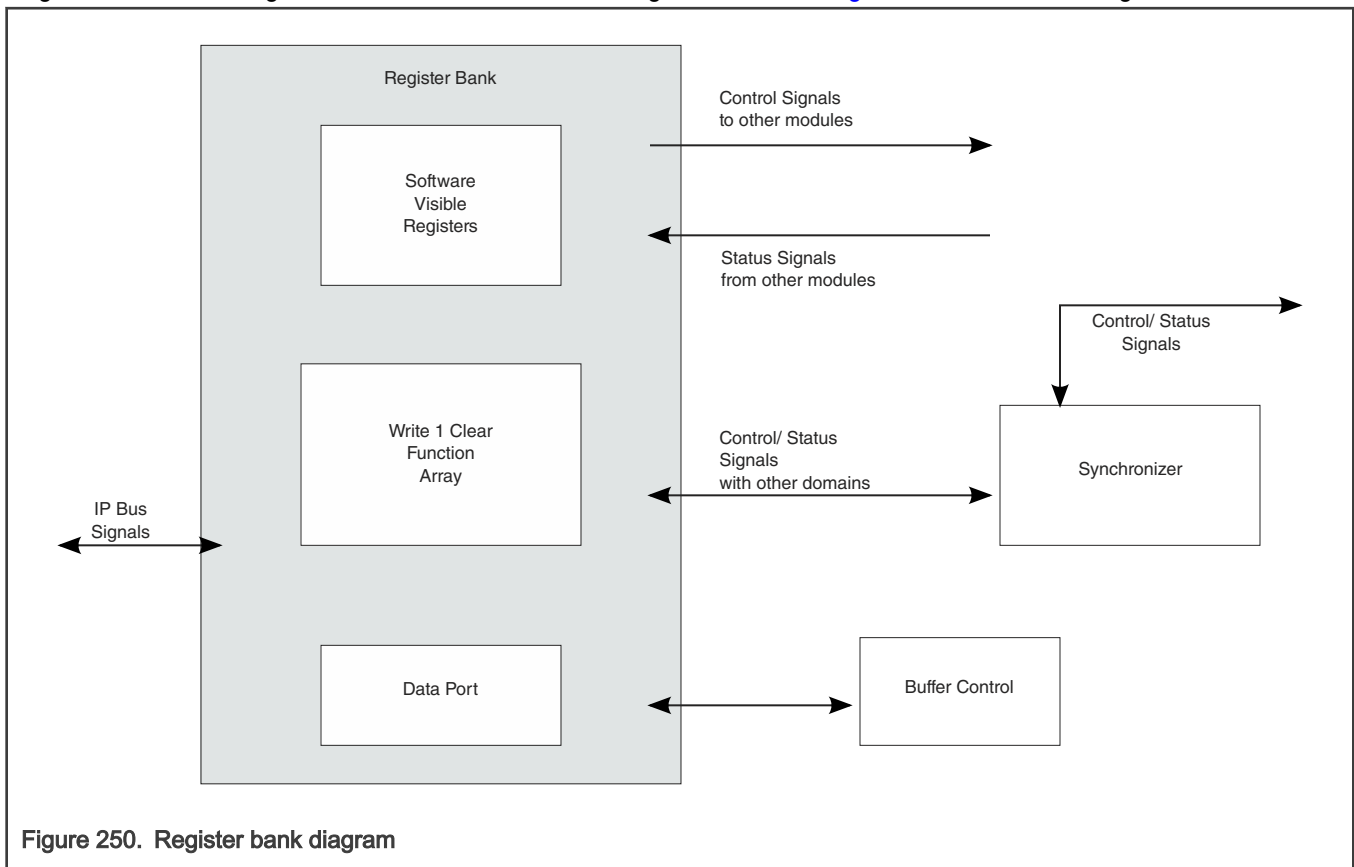 Register Bank
Software
Visible
Registers
Control Signals
to other modules
Status Signals
from other modules
Control/ Status
Signals
Write 1 Clear
Function
Array
Control/ Status
Signals
with other domains
Synchronizer
IP Bus
Signals
Data Port
Buffer Control
Figure 250. Register bank diagram